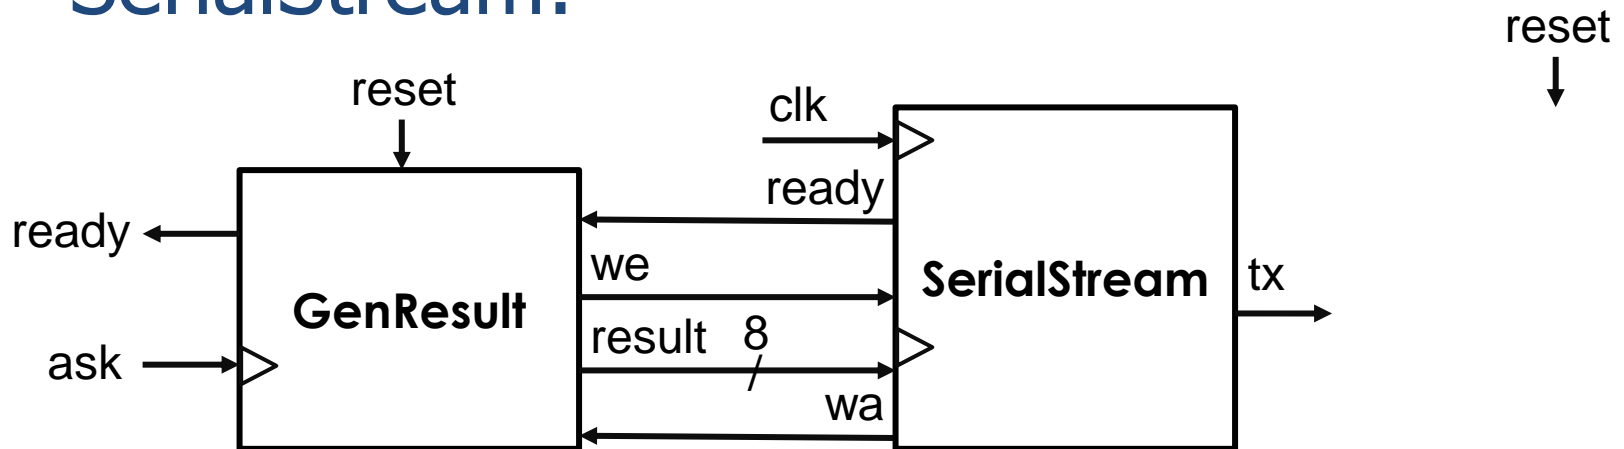 SerialStream.
reset
reset
clk
ready
ready
we
SerialStream
tx
GenResult
result 8
ask
wa